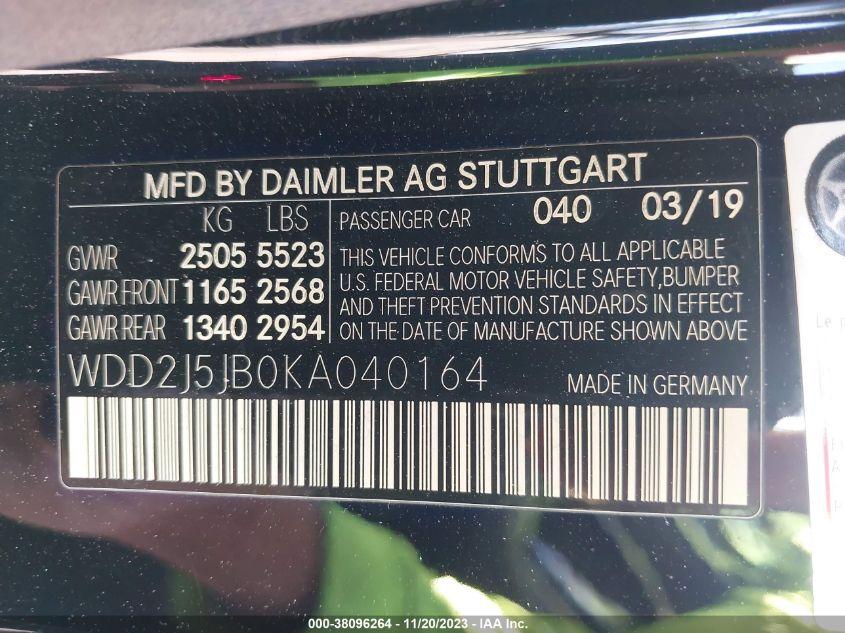 MFD BY DAIMLER AG STUTTGART
KG LBS
PASSENGER CAR 040 03/19
GVWR 2505 5523
GAWR FRONT 1165 2568
GAWR REAR 1340 2954
THIS VEHICLE CONFORMS TO ALL APPLICABLE
U.S. FEDERAL MOTOR VEHICLE SAFETY, BUMPER
AND THEFT PREVENTION STANDARDS IN EFFECT
ON THE DATE OF MANUFACTURE SHOWN ABOVE
WDD2J5JB0KA040164 MADE IN GERMANY
Le
000-38096264 - 11/20/2023 - IAA Inc.